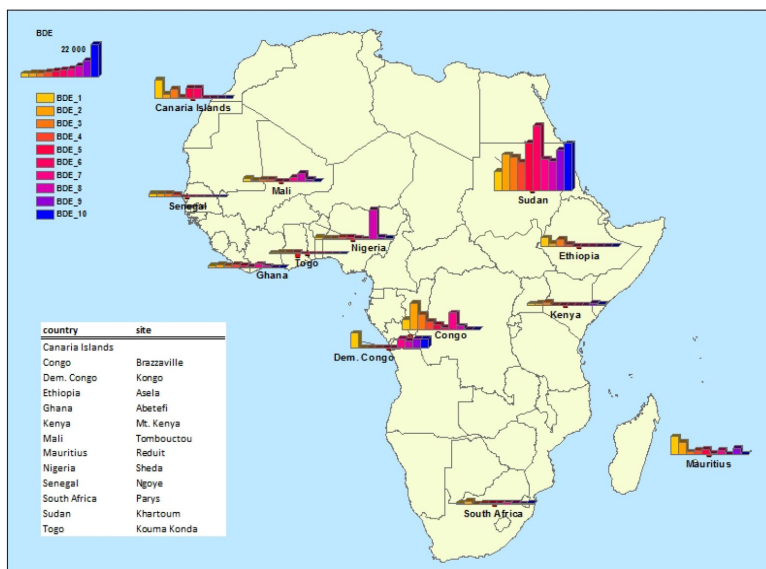 BDE
22 000
BDE_1
BDE_2
BDE_3
BDE_4
BDE_5
BDE_6
BDE_7
BDE_8
BDE_9
BDE_10
Canaria Islands
Mali
Senegal
Sudan
Nigeria
Togo
Ghana
Ethiopia
Kenya
Congo
Dem. Congo
Mauritius
South Africa
country site
Canaria Islands
Congo Brazzaville
Dem. Congo Kongo
Ethiopia Asela
Ghana Abetefi
Kenya Mt. Kenya
Mali Tombouctou
Mauritius Reduit
Nigeria Sheda
Senegal Ngoye
South Africa Parys
Sudan Khartoum
Togo Kouma Konda